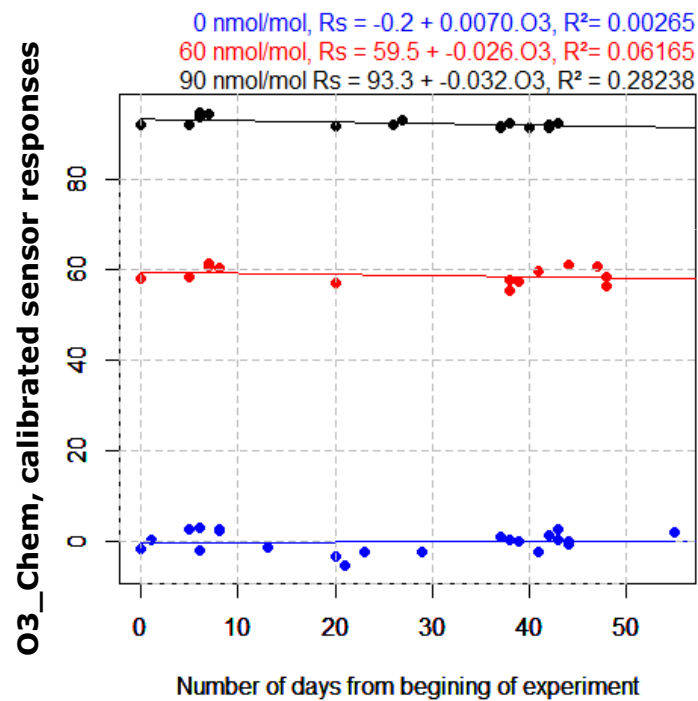 0 nmol/mol, Rs = -0.2 + 0.0070.O3, R²= 0.00265
60 nmol/mol, Rs = 59.5 + -0.026.O3, R²= 0.06165
90 nmol/mol Rs = 93.3 + -0.032.O3, R² = 0.28238
O3_Chem, calibrated sensor responses
80
60
40
20
0
0 10 20 30 40 50
Number of days from begining of experiment